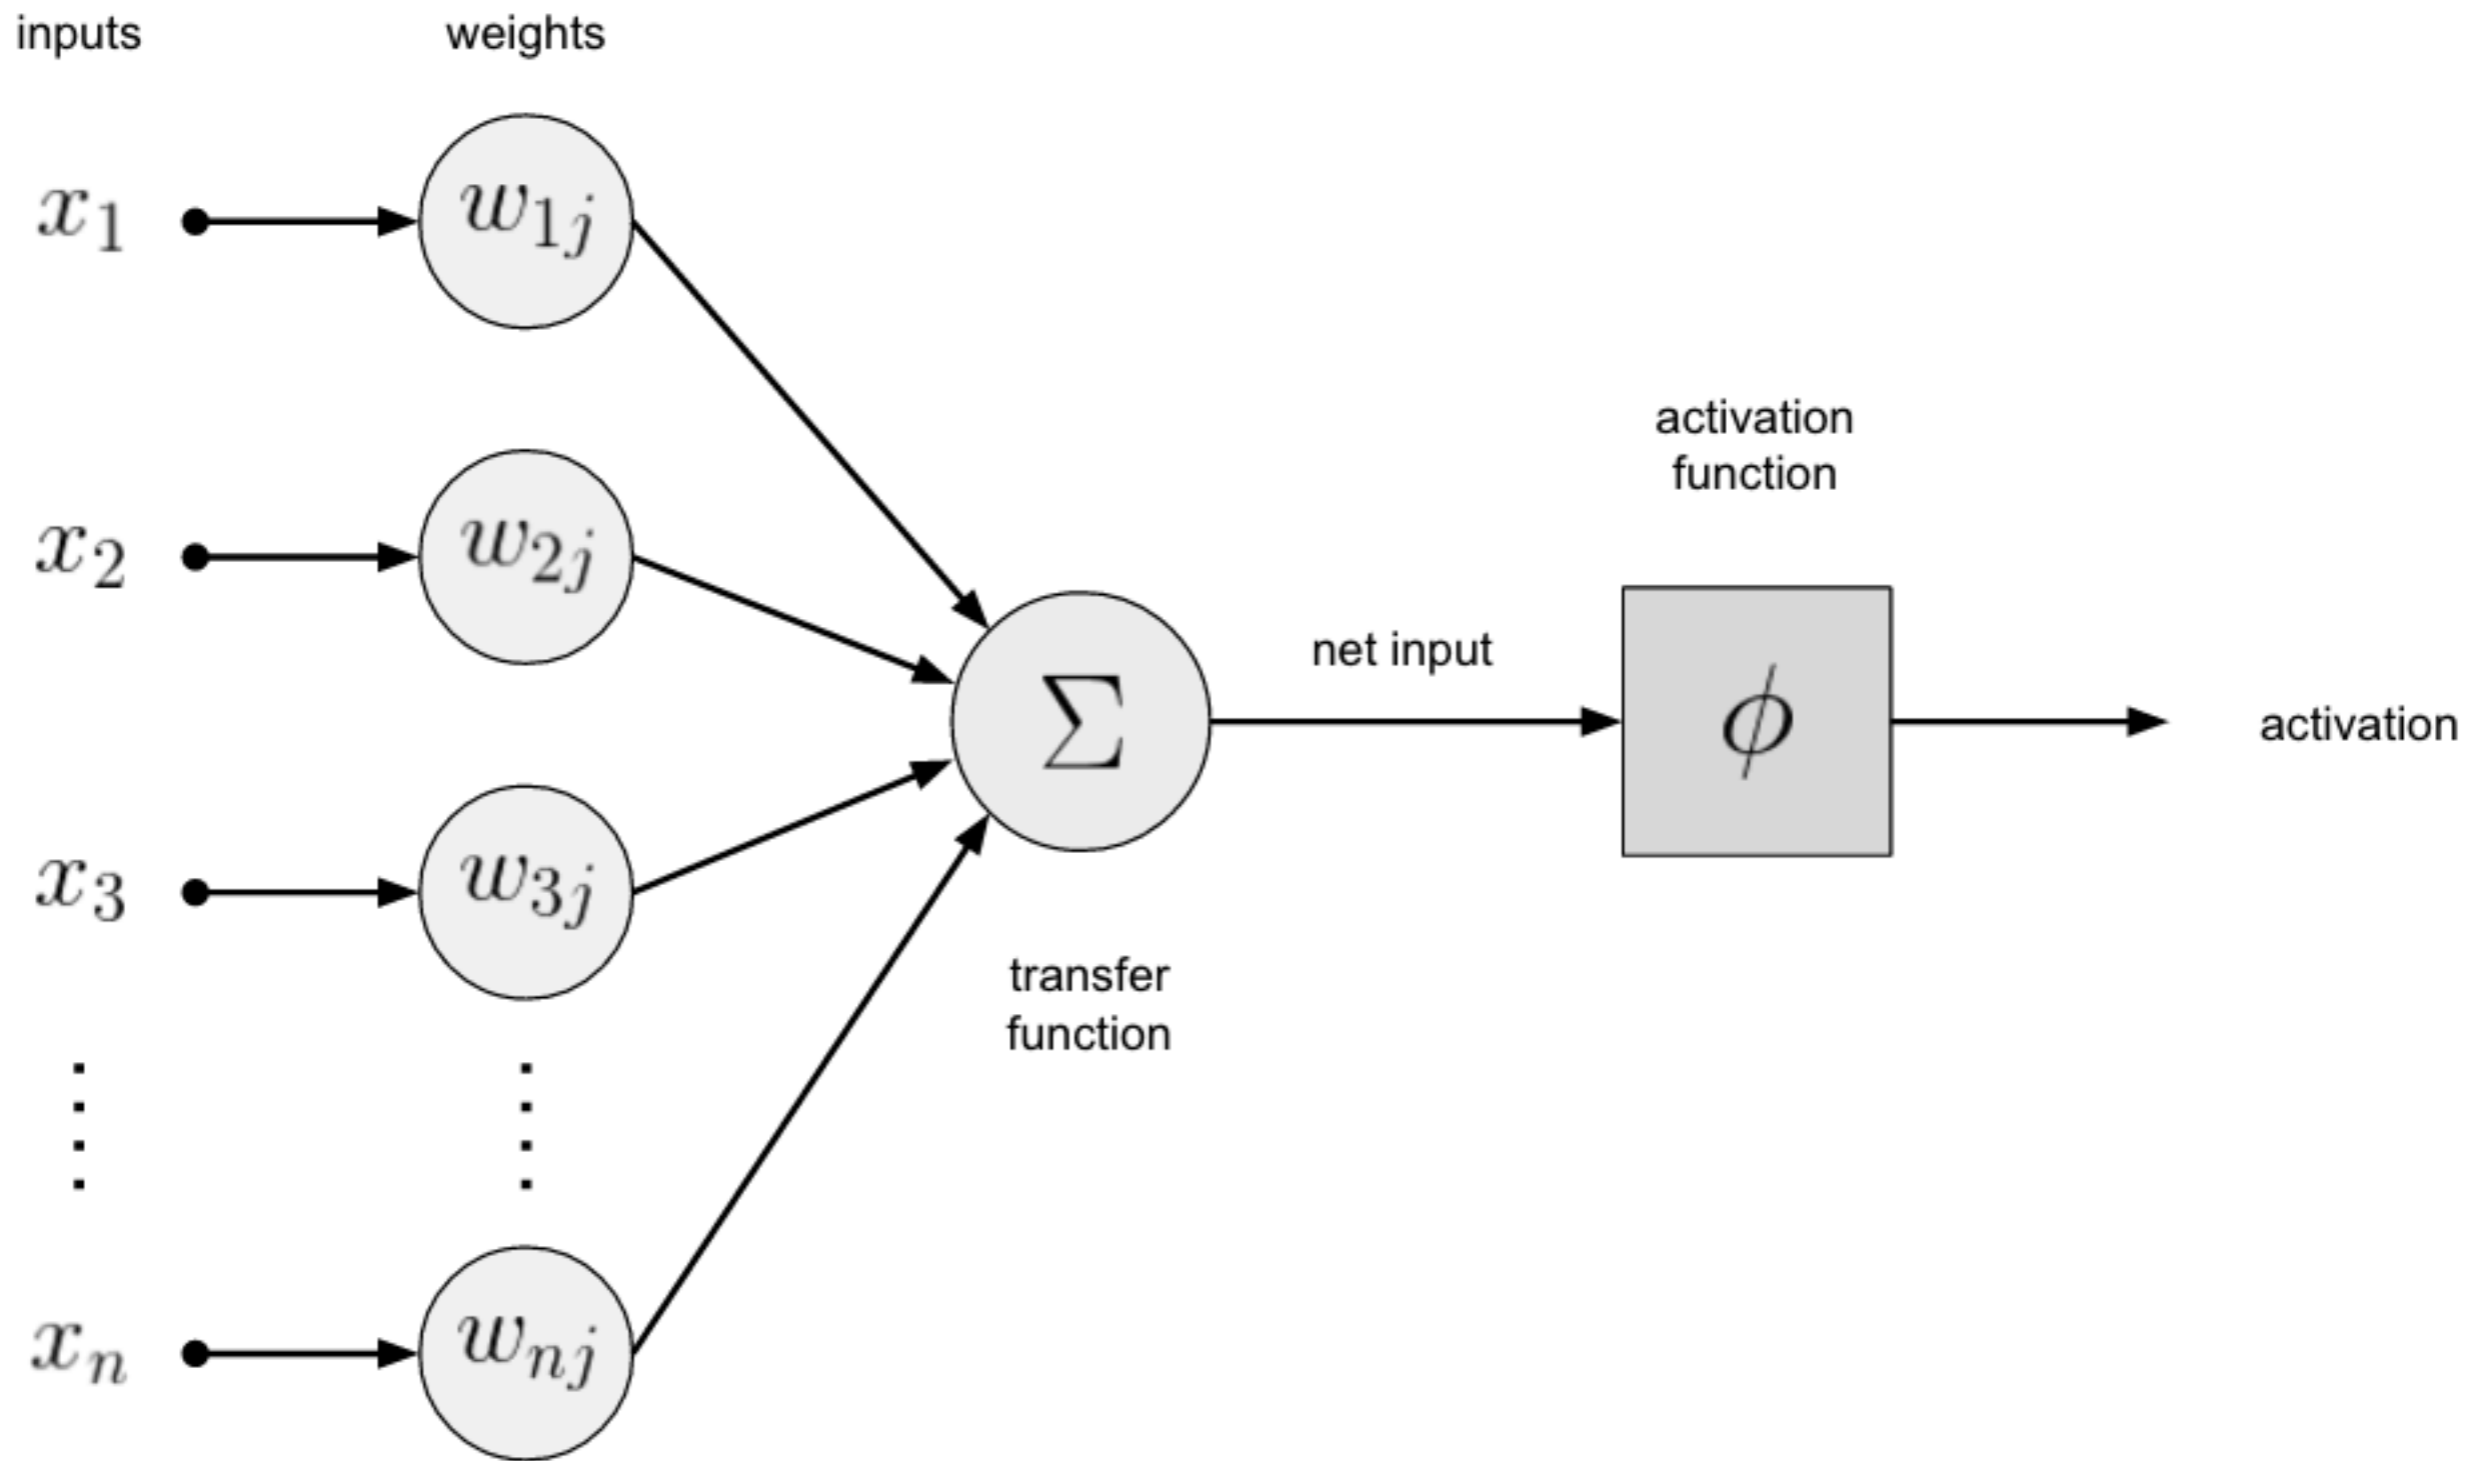 inputs
weights
x₁
w₁ⱼ
x₂
w₂ⱼ
x₃
w₃ⱼ
xₙ
wₙⱼ
Σ
transfer
function
net input
activation
function
ϕ
activation